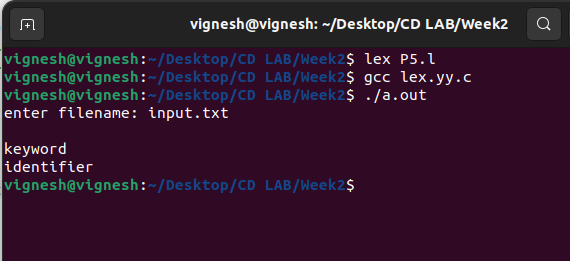 vignesh@vignesh: ~/Desktop/CD LAB/Week2
vignesh@vignesh:~/Desktop/CD LAB/Week2$ lex P5.l
vignesh@vignesh:~/Desktop/CD LAB/Week2$ gcc lex.yy.c
vignesh@vignesh:~/Desktop/CD LAB/Week2$ ./a.out
enter filename: input.txt
keyword
identifier
vignesh@vignesh:~/Desktop/CD LAB/Week2$